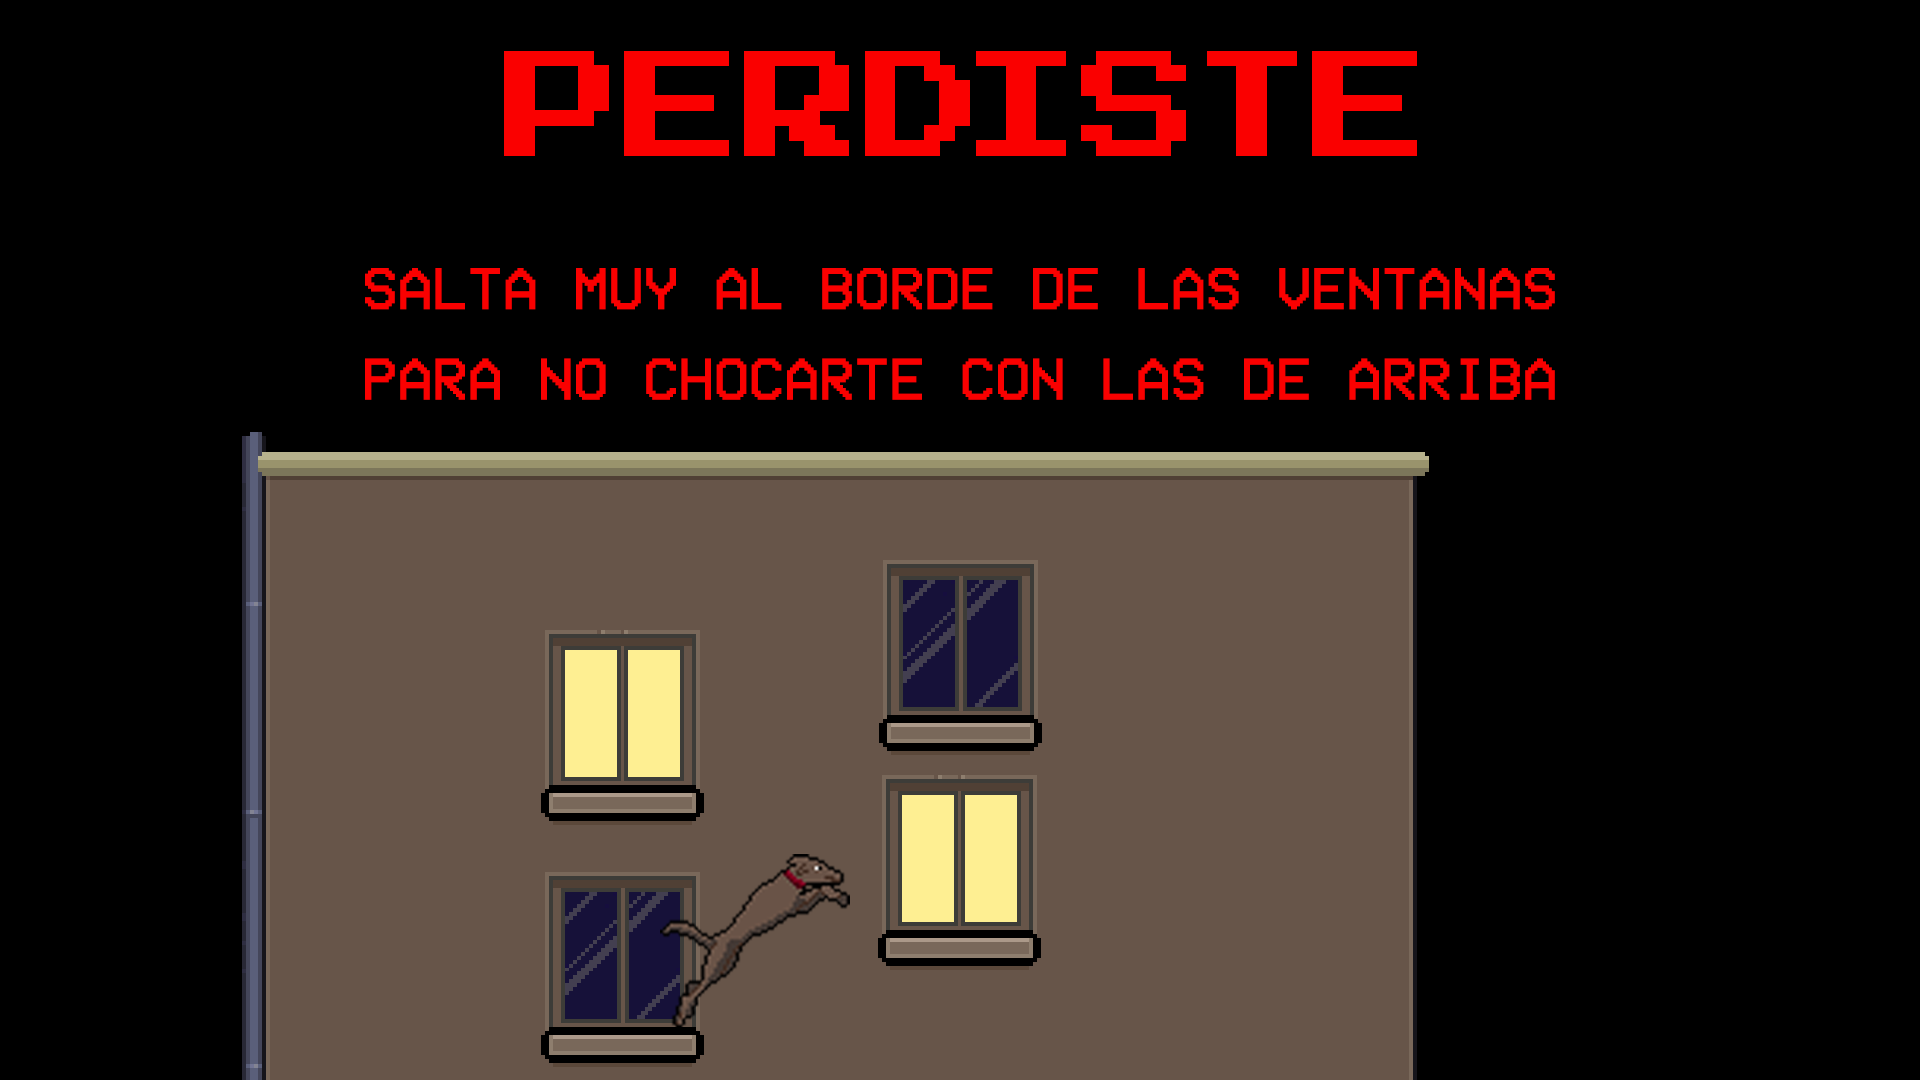 PERDISTE
SALTA MUY AL BORDE DE LAS VENTANAS
PARA NO CHOCARTE CON LAS DE ARRIBA